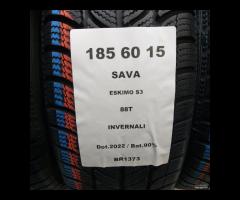 185 60 15
SAVA
ESKIMO S3
88T
INVERNALI
Dot.2022 / Bat.90%
BR1373